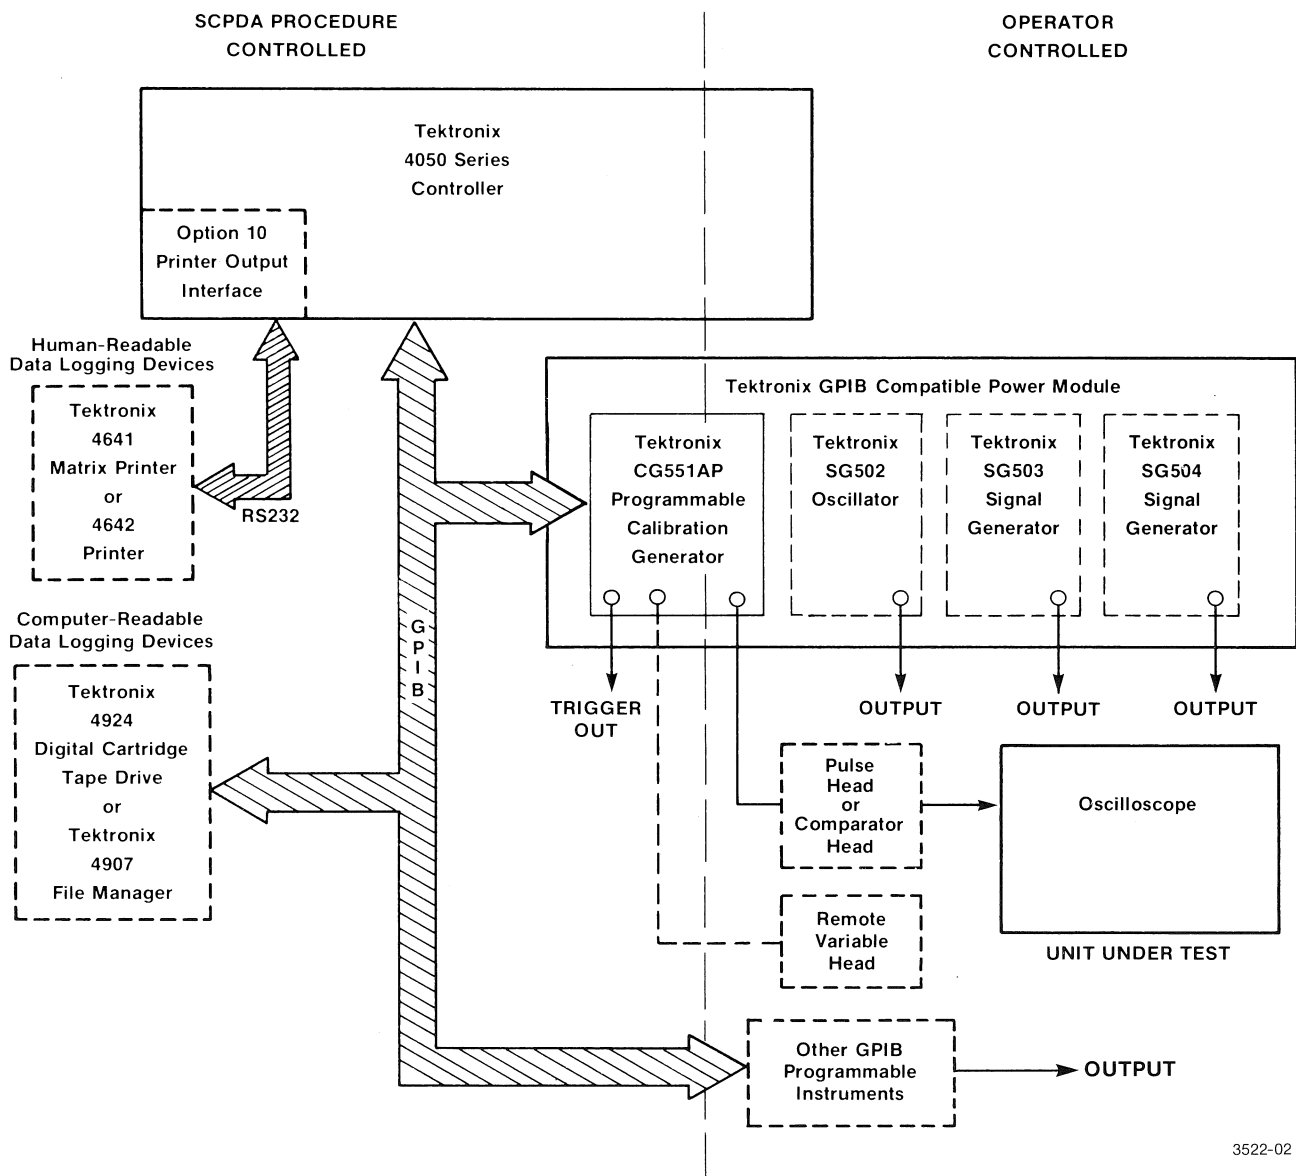 SCPDA PROCEDURE
CONTROLLED
OPERATOR
CONTROLLED
Tektronix
4050 Series
Controller
Option 10
Printer Output
Interface
Human-Readable
Data Logging Devices
Tektronix
4641
Matrix Printer
or
4642
Printer
RS232
Computer-Readable
Data Logging Devices
Tektronix
4924
Digital Cartridge
Tape Drive
or
Tektronix
4907
File Manager
GPIB
Tektronix GPIB Compatible Power Module
Tektronix
CG551AP
Programmable
Calibration
Generator
Tektronix
SG502
Oscillator
Tektronix
SG503
Signal
Generator
Tektronix
SG504
Signal
Generator
TRIGGER
OUT
OUTPUT
OUTPUT
OUTPUT
Pulse
Head
or
Comparator
Head
Oscilloscope
UNIT UNDER TEST
Remote
Variable
Head
Other GPIB
Programmable
Instruments
OUTPUT
3522-02